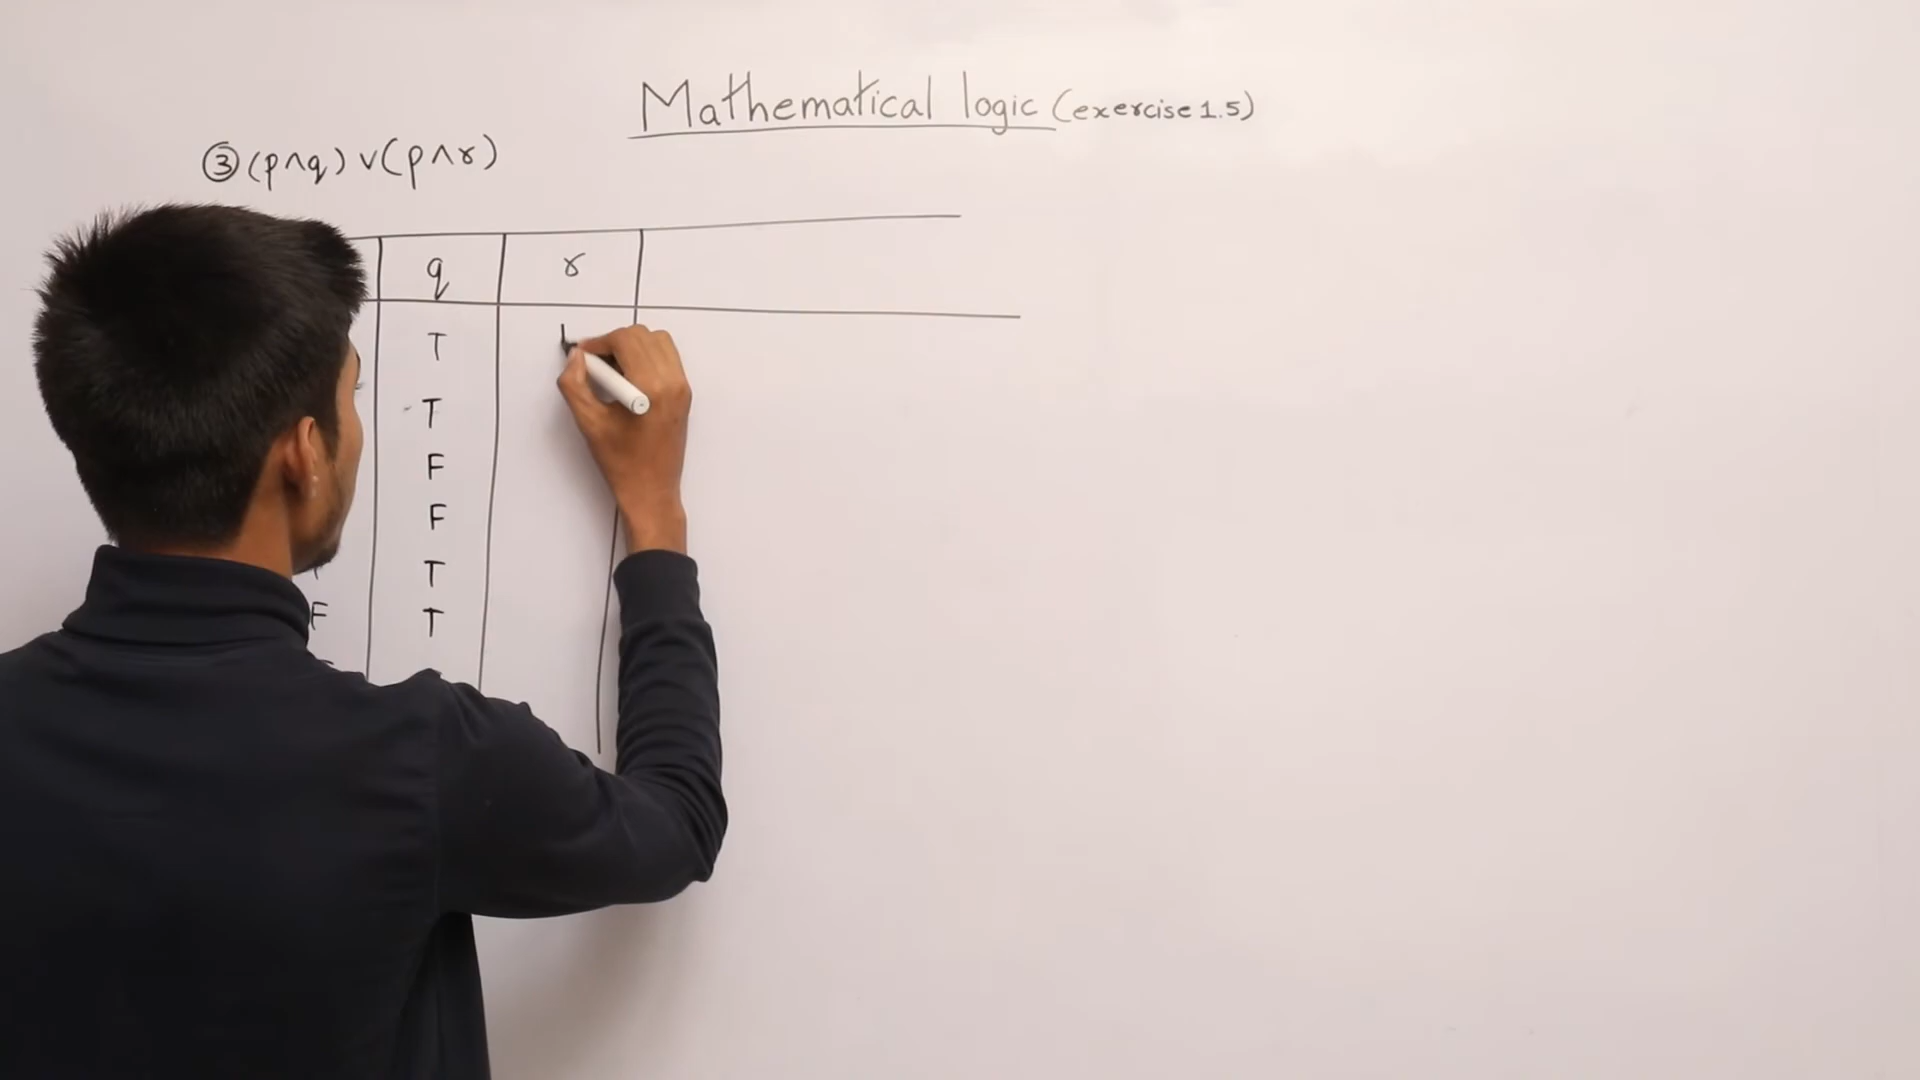 Mathematical logic (exercise 1.5)
③ (p∧q) ∨ (p∧r)
q r
T
T
F
F
T
F T